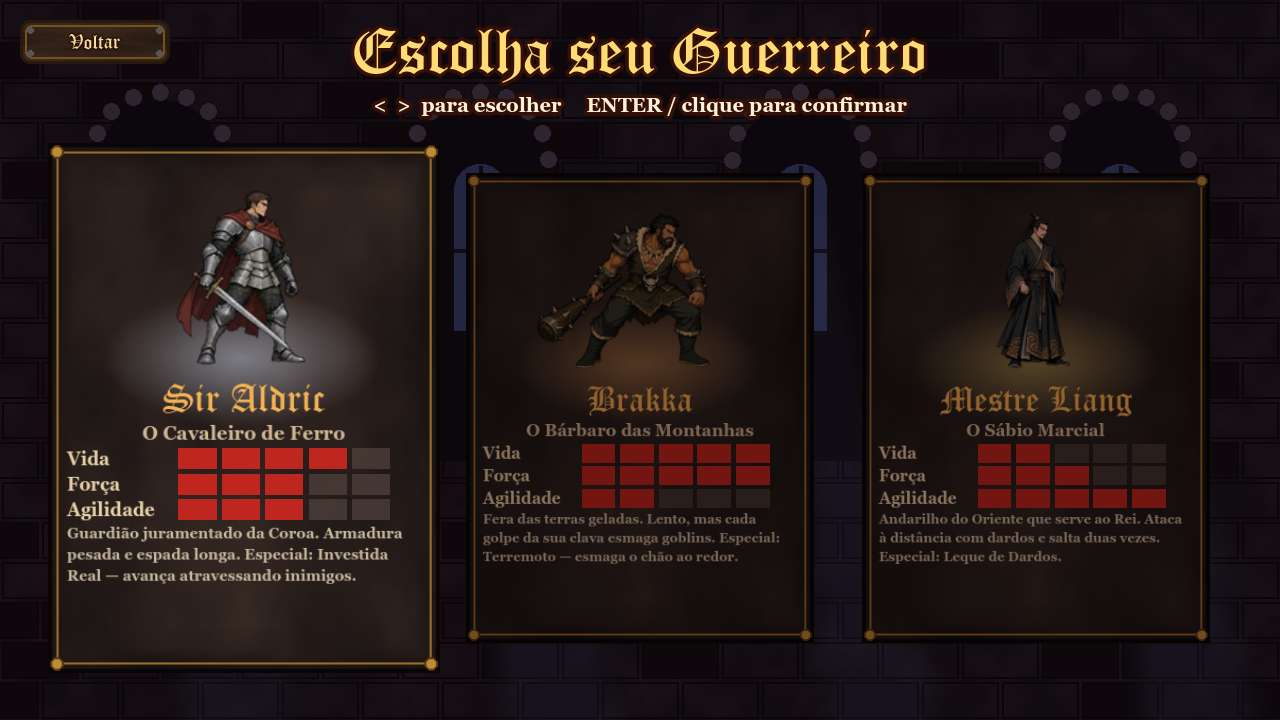 Voltar
Escolha seu Guerreiro
< > para escolher ENTER / clique para confirmar
Sir Aldric
O Cavaleiro de Ferro
Vida
Força
Agilidade
Guardião juramentado da Coroa. Armadura
pesada e espada longa. Especial: Investida
Real — avança atravessando inimigos.
Brakka
O Bárbaro das Montanhas
Vida
Força
Agilidade
Fera das terras geladas. Lento, mas cada
golpe da sua clava esmaga goblins. Especial:
Terremoto — esmaga o chão ao redor.
Mestre Liang
O Sábio Marcial
Vida
Força
Agilidade
Andarilho do Oriente que serve ao Rei. Ataca
à distância com dardos e salta duas vezes.
Especial: Leque de Dardos.